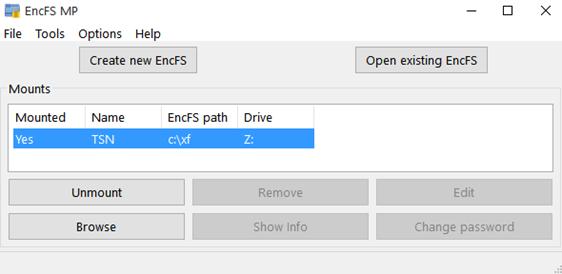 EncFS MP
File Tools Options Help
Create new EncFS Open existing EncFS
Mounts
Mounted Name EncFS path Drive
Yes TSN c:\xf Z:
Unmount Remove Edit
Browse Show Info Change password